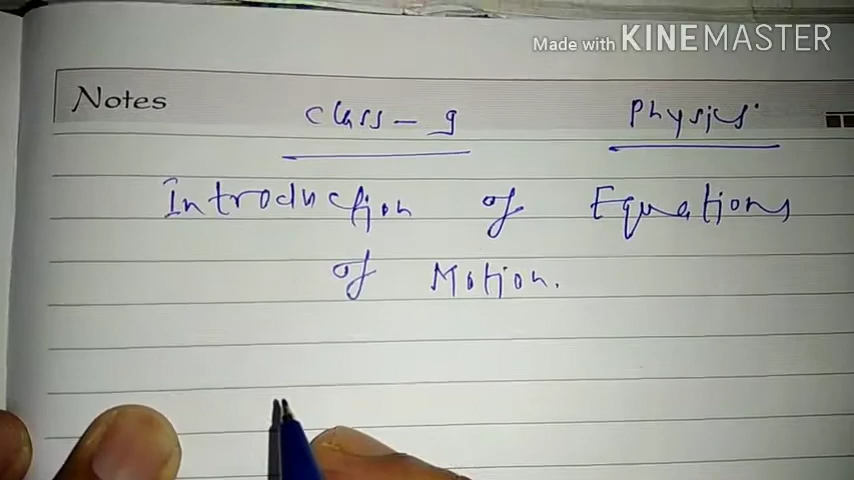 Made with KINEMASTER
Notes
Class - 9 Physics.
Introduction of Equations
of Motion.